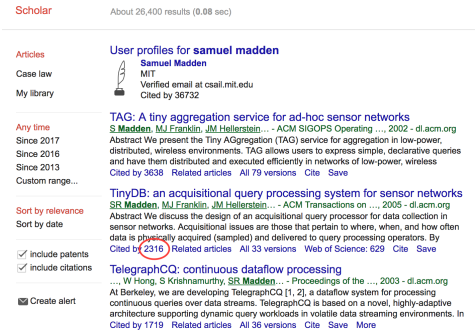 Scholar
About 26,400 results (0.08 sec)
Articles
Case law
My library
Any time
Since 2017
Since 2016
Since 2013
Custom range...
Sort by relevance
Sort by date
include patents
include citations
Create alert
User profiles for samuel madden
Samuel Madden
MIT
Verified email at csail.mit.edu
Cited by 36732
TAG: A tiny aggregation service for ad-hoc sensor networks
S Madden, MJ Franklin, JM Hellerstein… - ACM SIGOPS Operating …, 2002 - dl.acm.org
Abstract We present the Tiny AGgregation (TAG) service for aggregation in low-power,
distributed, wireless environments. TAG allows users to express simple, declarative queries
and have them distributed and executed efficiently in networks of low-power, wireless
Cited by 3638 Related articles All 79 versions Cite Save
TinyDB: an acquisitional query processing system for sensor networks
SR Madden, MJ Franklin, JM Hellerstein… - ACM Transactions on …, 2005 - dl.acm.org
Abstract We discuss the design of an acquisitional query processor for data collection in
sensor networks. Acquisitional issues are those that pertain to where, when, and how often
data is physically acquired (sampled) and delivered to query processing operators. By
Cited by 2316 Related articles All 33 versions Web of Science: 629 Cite Save
TelegraphCQ: continuous dataflow processing
…, W Hong, S Krishnamurthy, SR Madden… - Proceedings of the …, 2003 - dl.acm.org
At Berkeley, we are developing TelegraphCQ [1, 2], a dataflow system for processing
continuous queries over data streams. TelegraphCQ is based on a novel, highly-adaptive
architecture supporting dynamic query workloads in volatile data streaming environments. In
Cited by 1719 Related articles All 36 versions Cite Save More